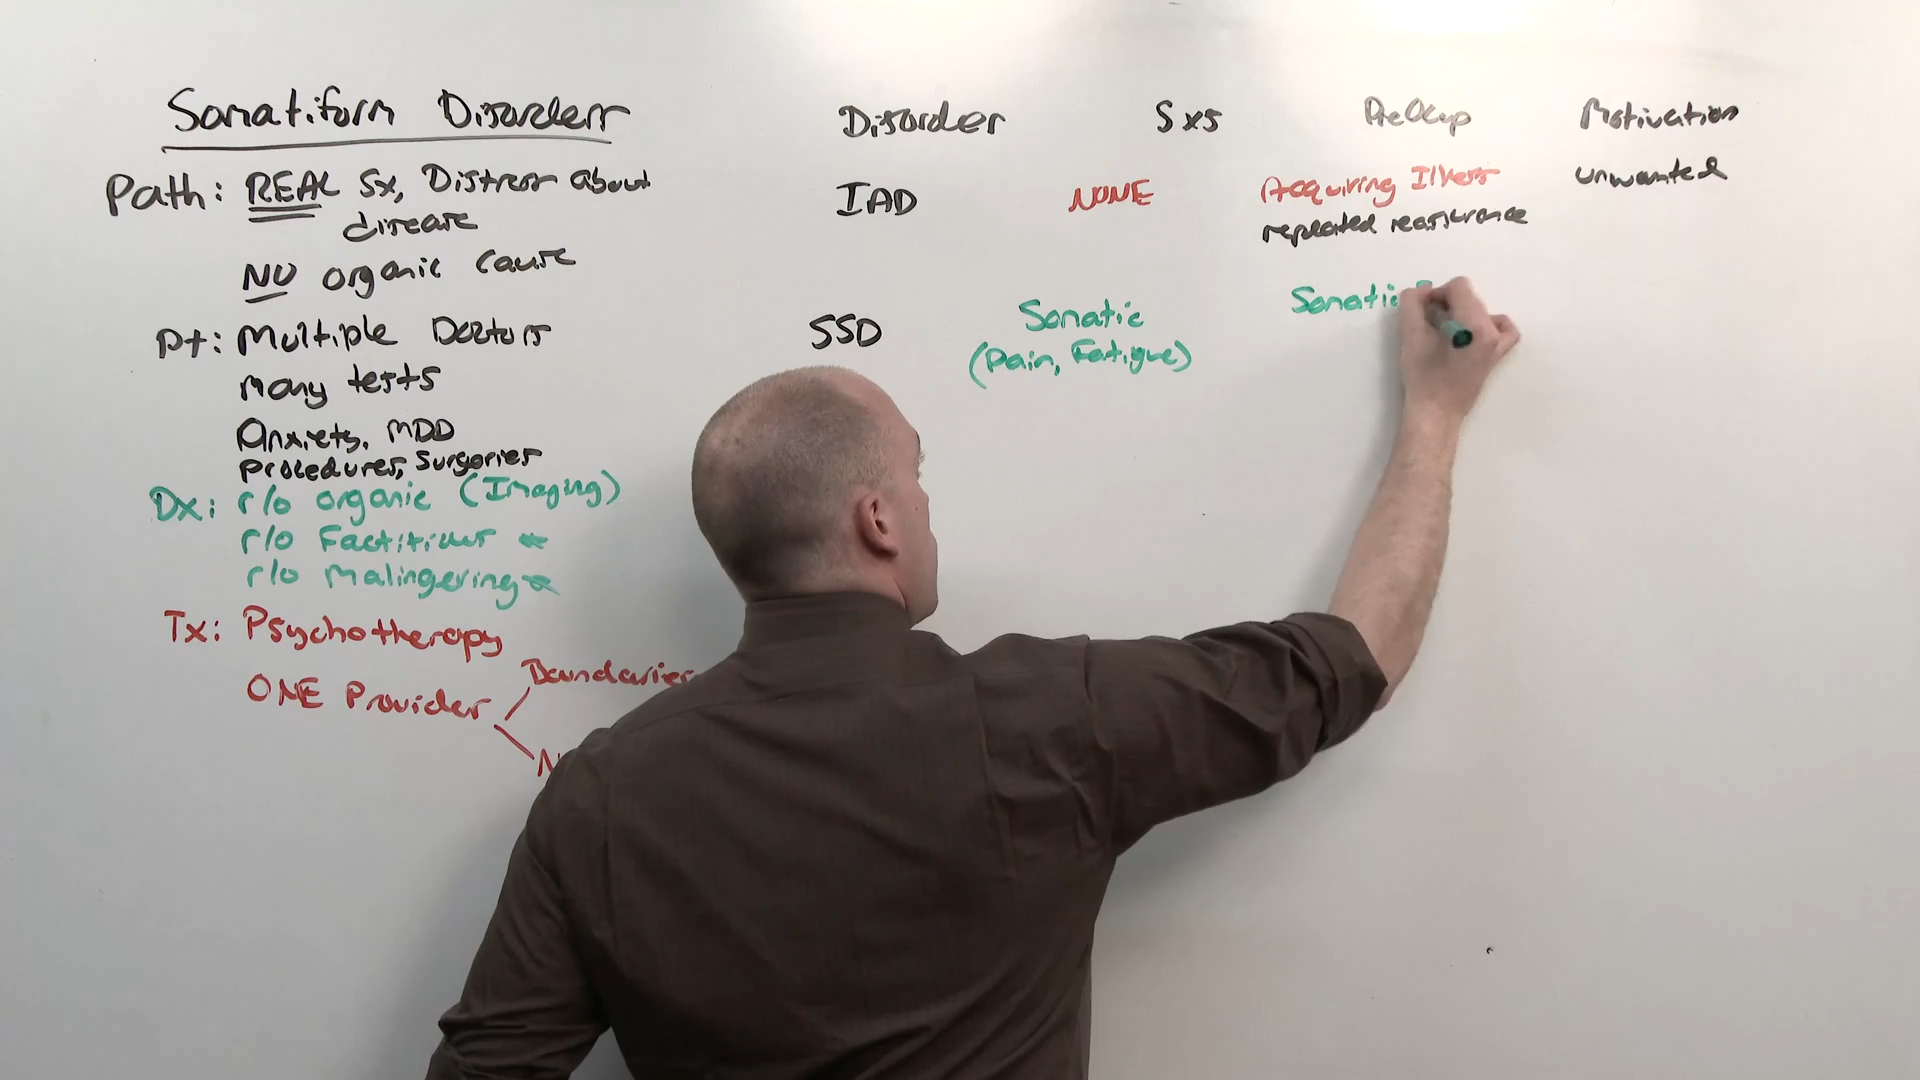 Somatiform Disorders
Path: REAL Sx, Distress about
disease
NO organic cause
Pt: Multiple Doctors
Many tests
Anxiety, MDD
Procedures, Surgeries
Dx: r/o organic (Imaging)
r/o Factitious *
r/o Malingering *
Tx: Psychotherapy
ONE Provider
Boundaries
Disorder Sxs PreOccup Motivation
IAD NONE Acquiring Illness unwanted
repeated reassurance
SSD Somatic Somatic
(Pain, Fatigue)